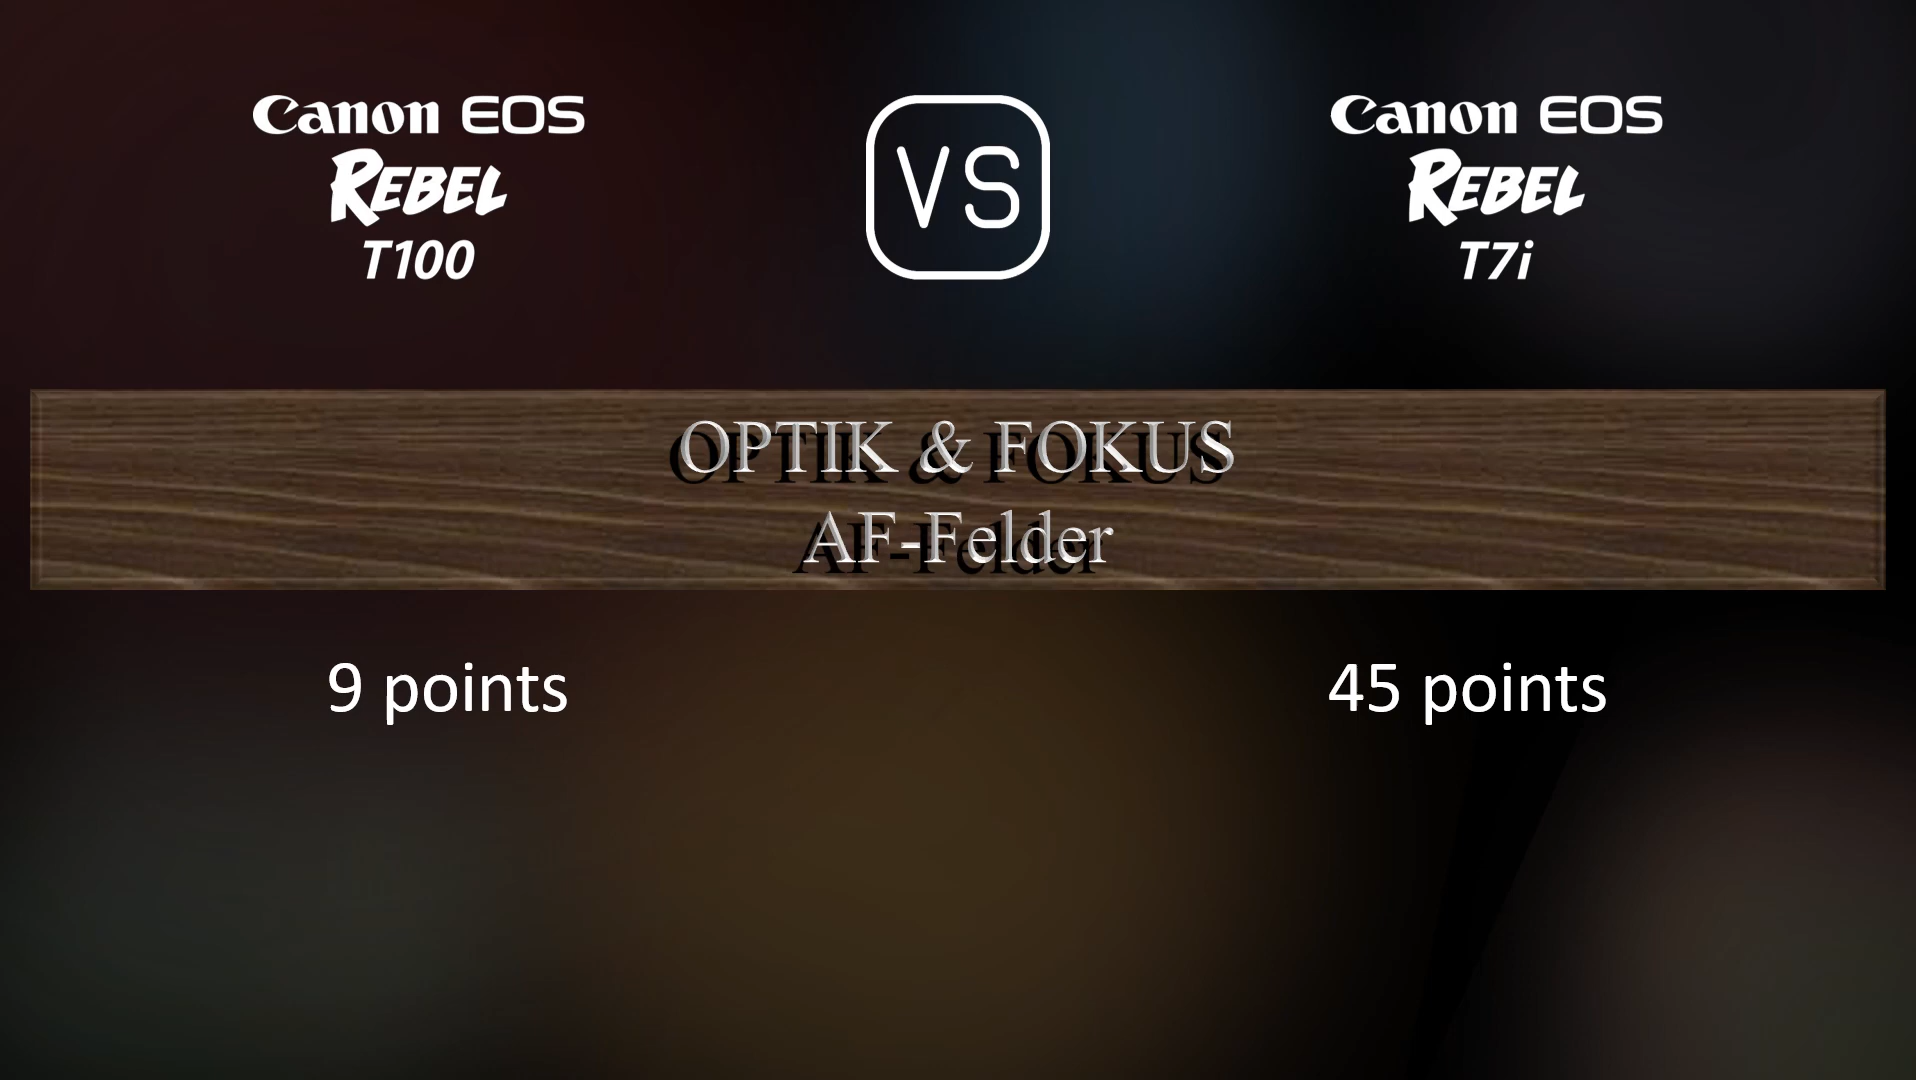 Canon EOS
REBEL
T100
VS
Canon EOS
REBEL
T7i
OPTIK & FOKUS
AF-Felder
9 points
45 points